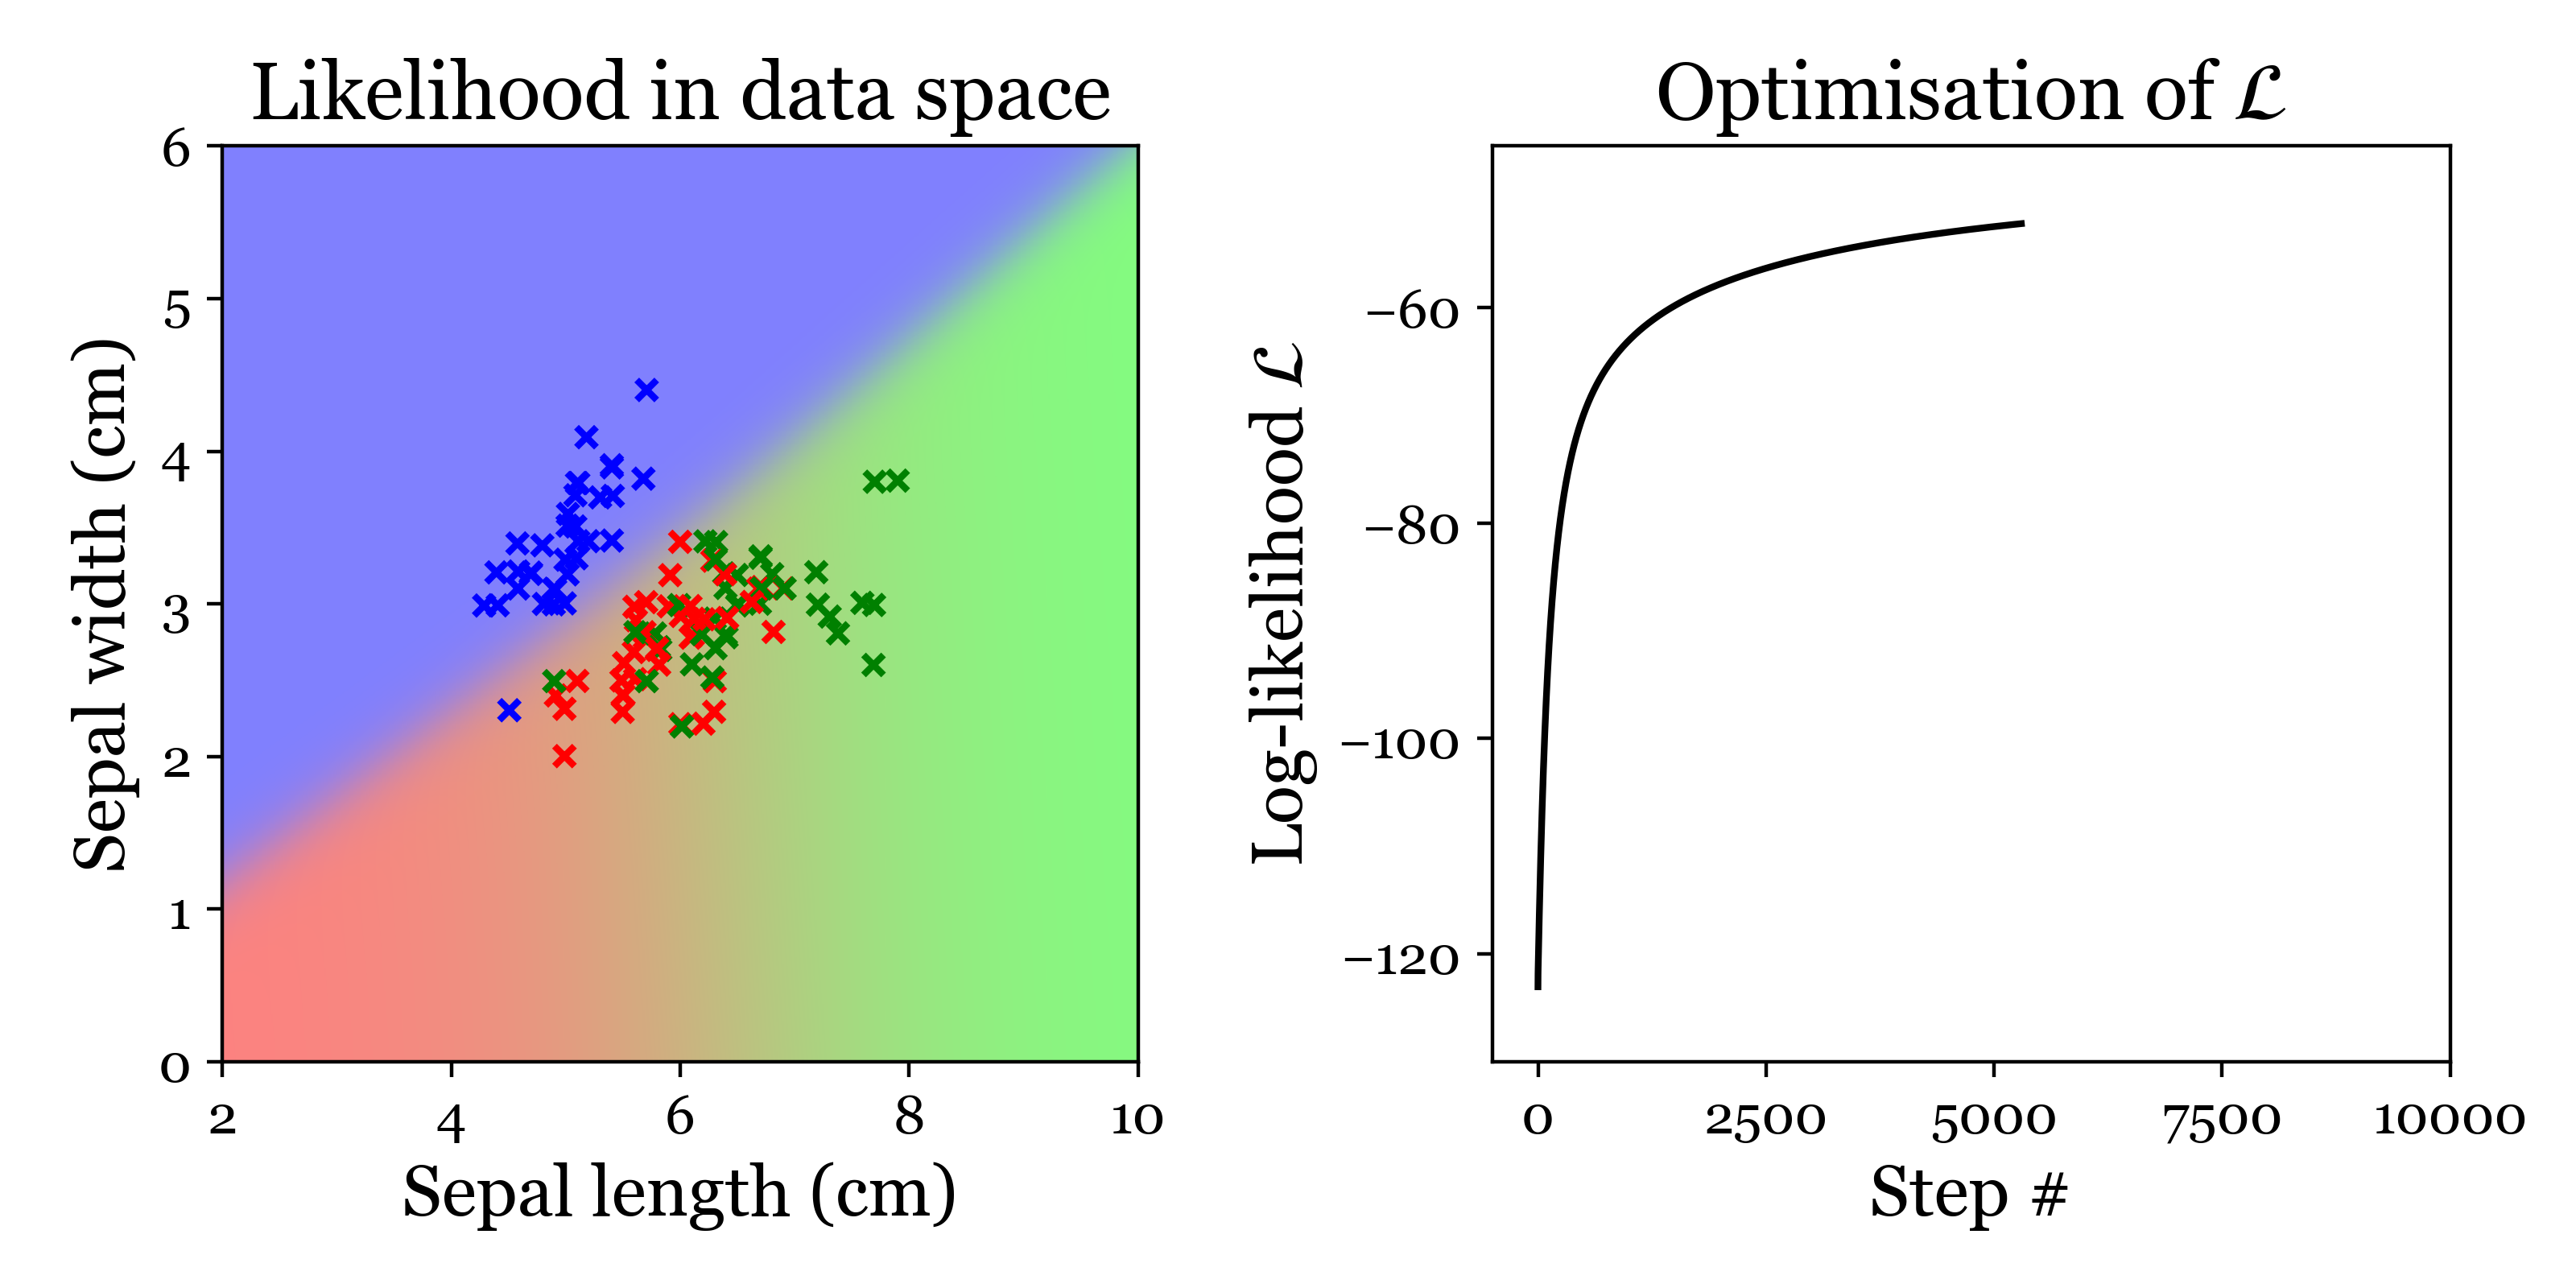 Likelihood in data space
6
5
4
3
2
1
0
2 4 6 8 10
Sepal width (cm)
Sepal length (cm)
Optimisation of ℒ
−60
−80
−100
−120
0 2500 5000 7500 10000
Log-likelihood ℒ
Step #